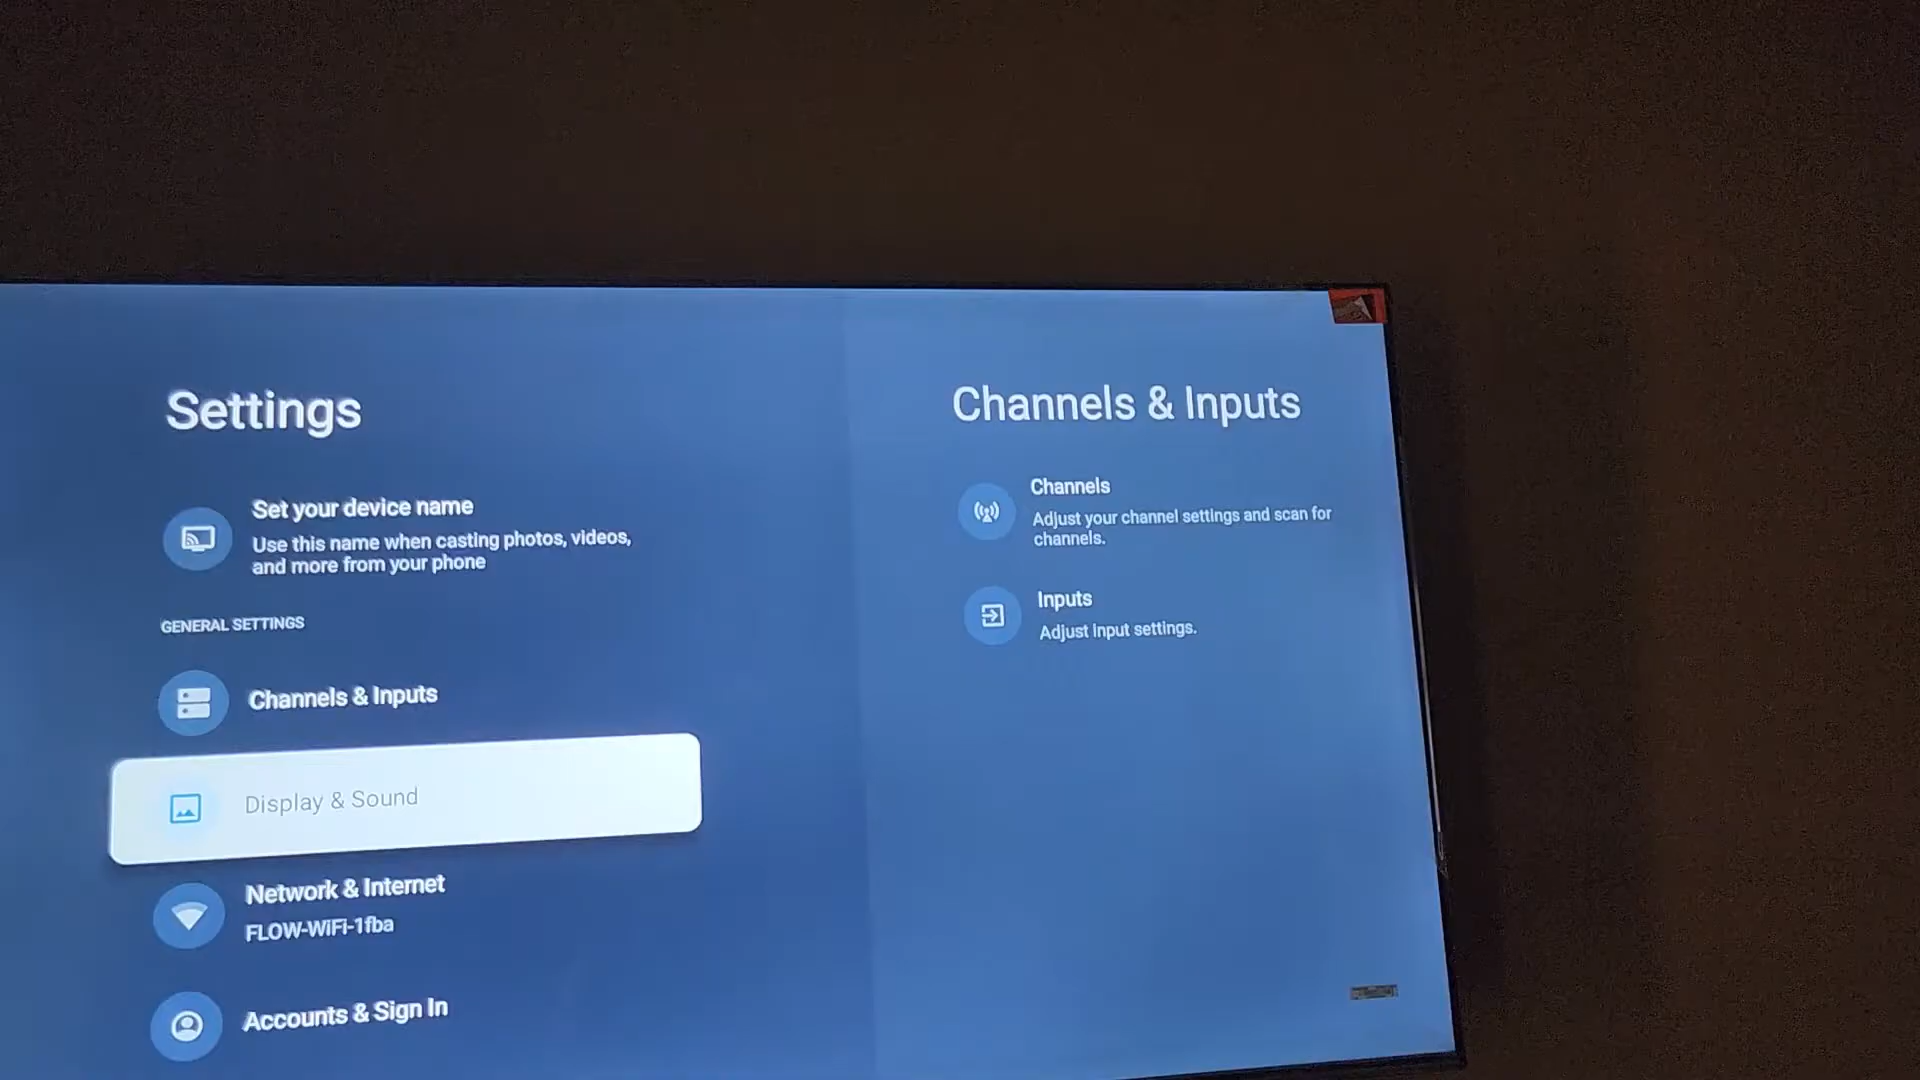 Settings
Set your device name
Use this name when casting photos, videos,
and more from your phone
GENERAL SETTINGS
Channels & Inputs
Display & Sound
Network & Internet
FLOW-WiFi-1fba
Accounts & Sign In
Channels & Inputs
Channels
Adjust your channel settings and scan for
channels.
Inputs
Adjust input settings.